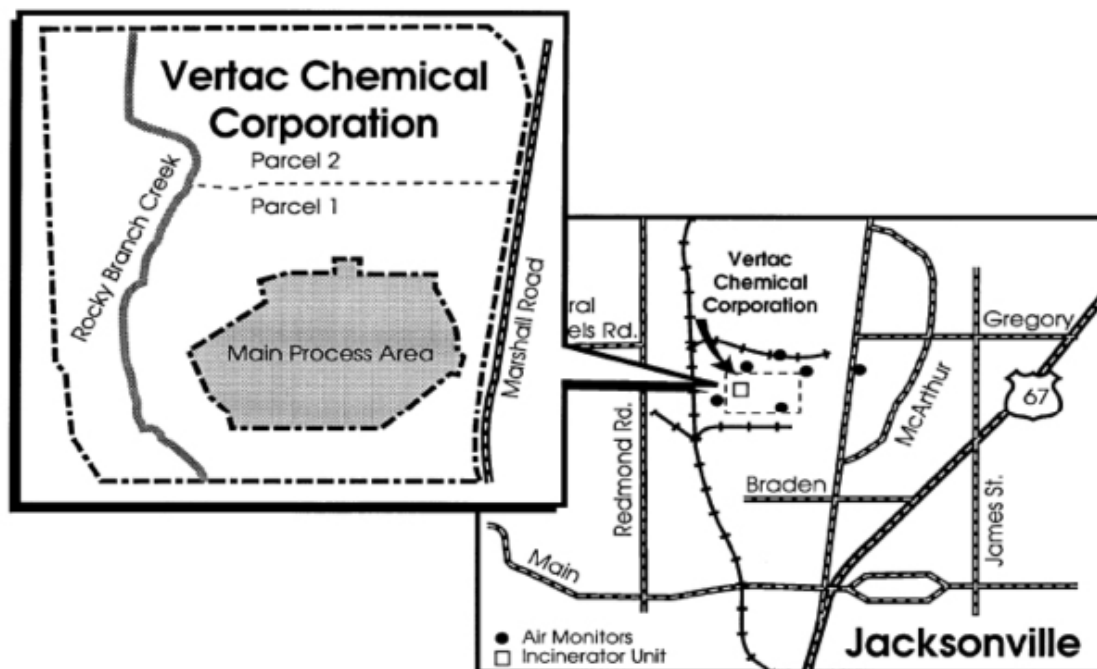 Vertac Chemical
Corporation
Parcel 2
Parcel 1
Rocky Branch Creek
Main Process Area
Marshall Road
Vertac
Chemical
Corporation
Rd.
Redmond Rd.
Gregory
McArthur
67
Braden
James St.
Main
Air Monitors
Incinerator Unit
Jacksonville